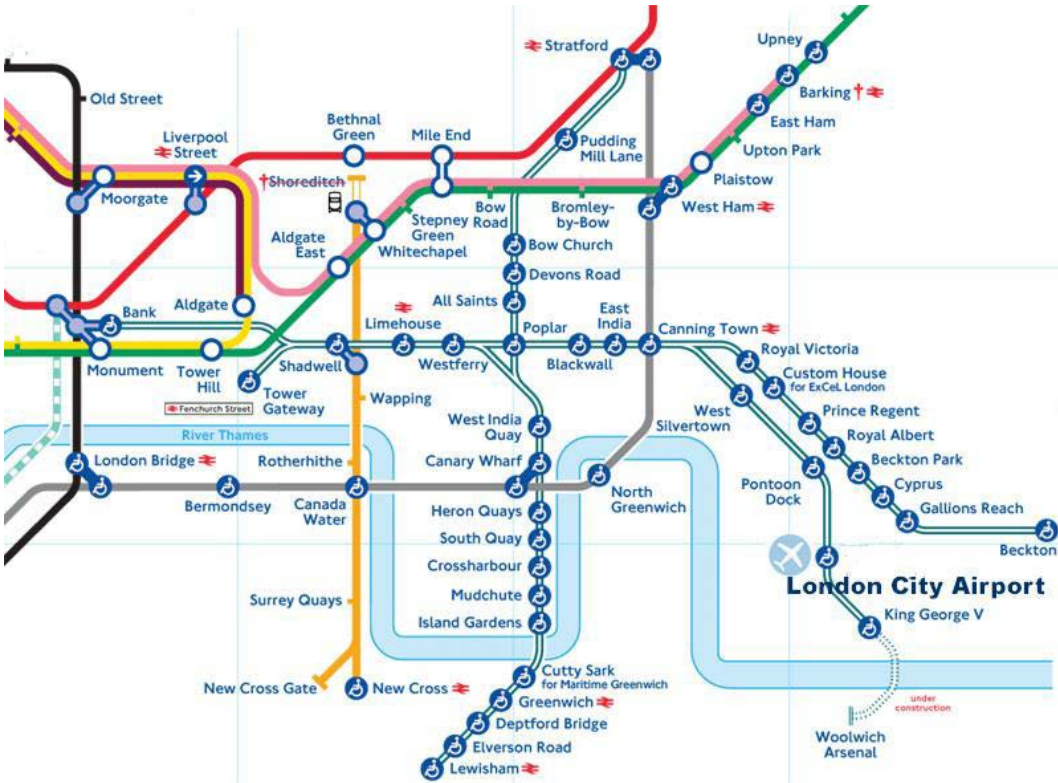 Stratford
Upney
Barking †
East Ham
Upton Park
Plaistow
West Ham
Old Street
Liverpool
Street
Bethnal
Green
Mile End
Pudding
Mill Lane
Moorgate
†Shoreditch
Aldgate
East
Stepney
Green
Whitechapel
Bow
Road
Bromley-
by-Bow
Bow Church
Devons Road
All Saints
Bank
Aldgate
Limehouse
Poplar
East
India
Canning Town
Monument
Tower
Hill
Shadwell
Westferry
Blackwall
Royal Victoria
Custom House
for ExCeL London
Tower
Gateway
Fenchurch Street
Wapping
West
Silvertown
Prince Regent
Royal Albert
Beckton Park
Cyprus
Gallions Reach
Beckton
River Thames
West India
Quay
London Bridge
Rotherhithe
Canary Wharf
Bermondsey
Canada
Water
North
Greenwich
Pontoon
Dock
Heron Quays
South Quay
Crossharbour
Mudchute
Island Gardens
London City Airport
King George V
Surrey Quays
New Cross Gate
New Cross
Cutty Sark
for Maritime Greenwich
Greenwich
Deptford Bridge
Elverson Road
Lewisham
under
construction
Woolwich
Arsenal